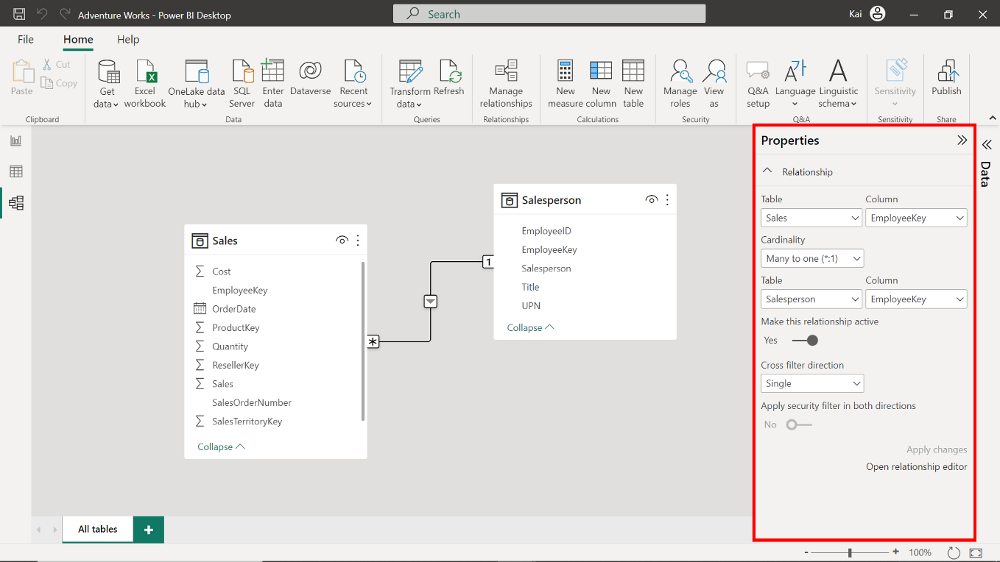 Adventure Works - Power BI Desktop
Search
Kai
File
Home
Help
Paste
Cut
Copy
Get data
Excel workbook
OneLake data hub
SQL Server
Enter data
Dataverse
Recent sources
Transform data
Refresh
Manage relationships
New measure
New column
New table
Manage roles
View as
Q&A setup
Language
Linguistic schema
Sensitivity
Publish
Clipboard
Data
Queries
Relationships
Calculations
Security
Q&A
Sensitivity
Share
Sales
Cost
EmployeeKey
OrderDate
ProductKey
Quantity
ResellerKey
Sales
SalesOrderNumber
SalesTerritoryKey
Collapse
*
1
Salesperson
EmployeeID
EmployeeKey
Salesperson
Title
UPN
Collapse
Properties
Relationship
Table Column
Sales EmployeeKey
Cardinality
Many to one (*:1)
Table Column
Salesperson EmployeeKey
Make this relationship active
Yes
Cross filter direction
Single
Apply security filter in both directions
No
Apply changes
Open relationship editor
Data
All tables
+
- + 100%